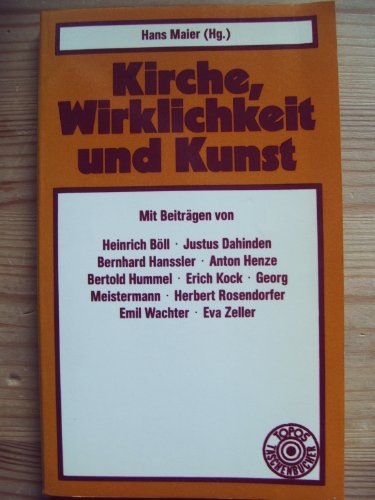 Hans Maier (Hg.)
Kirche,
Wirklichkeit
und Kunst
Mit Beiträgen von
Heinrich Böll · Justus Dahinden
Bernhard Hanssler · Anton Henze
Bertold Hummel · Erich Kock · Georg
Meistermann · Herbert Rosendorfer
Emil Wachter · Eva Zeller
TOPOS
TASCHENBÜCHER